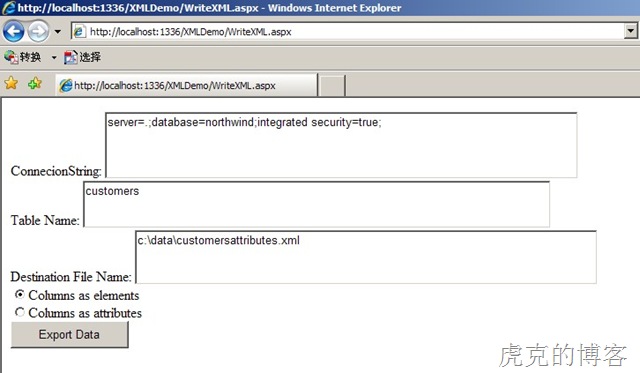 http://localhost:1336/XMLDemo/WriteXML.aspx - Windows Internet Explorer
http://localhost:1336/XMLDemo/WriteXML.aspx
转换 选择
http://localhost:1336/XMLDemo/WriteXML.aspx
server=.;database=northwind;integrated security=true;
ConnecionString:
customers
Table Name:
c:\data\customersattributes.xml
Destination File Name:
Columns as elements
Columns as attributes
Export Data
虎克的博客